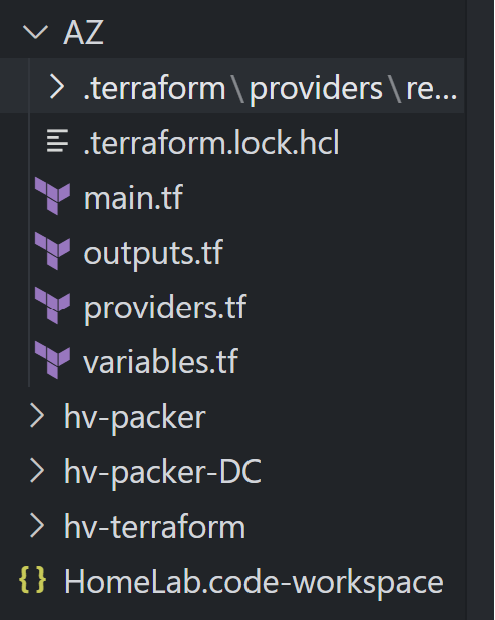 AZ
.terraform\providers\re...
.terraform.lock.hcl
main.tf
outputs.tf
providers.tf
variables.tf
hv-packer
hv-packer-DC
hv-terraform
{} HomeLab.code-workspace